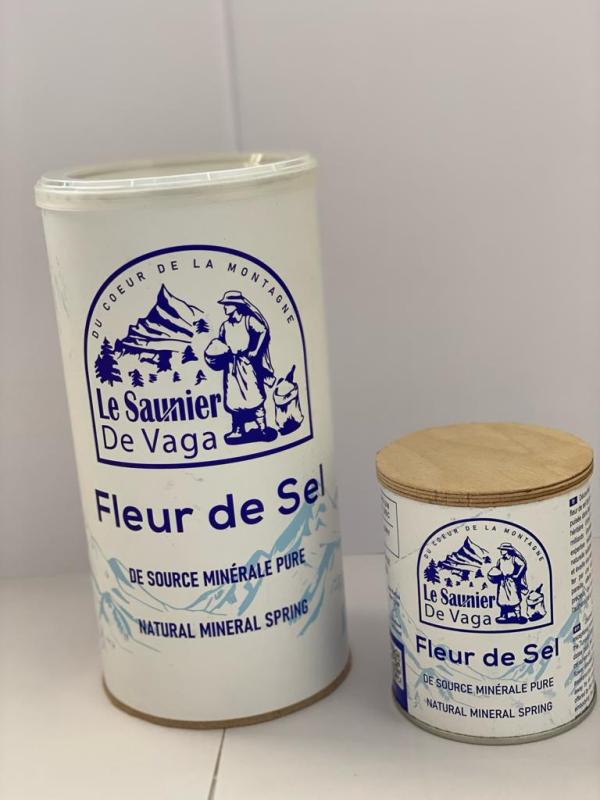 DU COEUR DE LA MONTAGNE
Le Saunier
De Vaga
Fleur de Sel
DE SOURCE MINÉRALE PURE
NATURAL MINERAL SPRING
DU COEUR DE LA MONTAGNE
Le Saunier
De Vaga
Fleur de Sel
DE SOURCE MINÉRALE PURE
NATURAL MINERAL SPRING